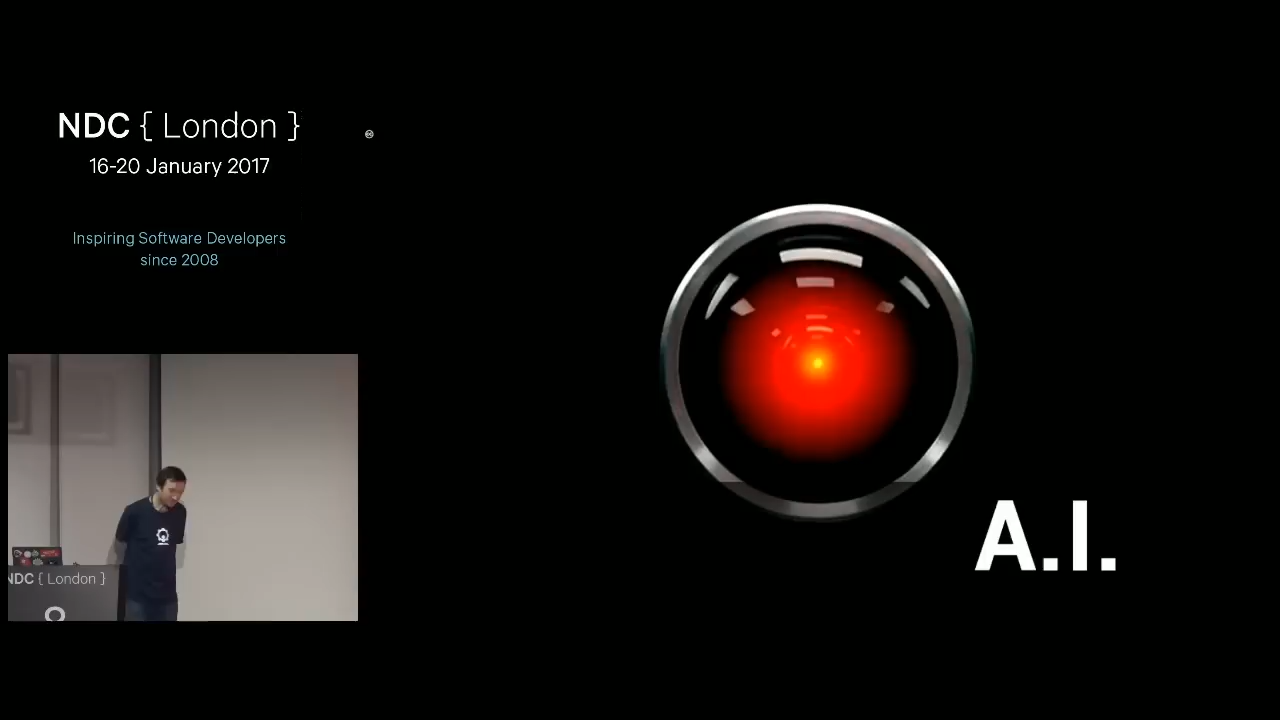 NDC { London }
16-20 January 2017
Inspiring Software Developers
since 2008
A.I.
NDC { London }